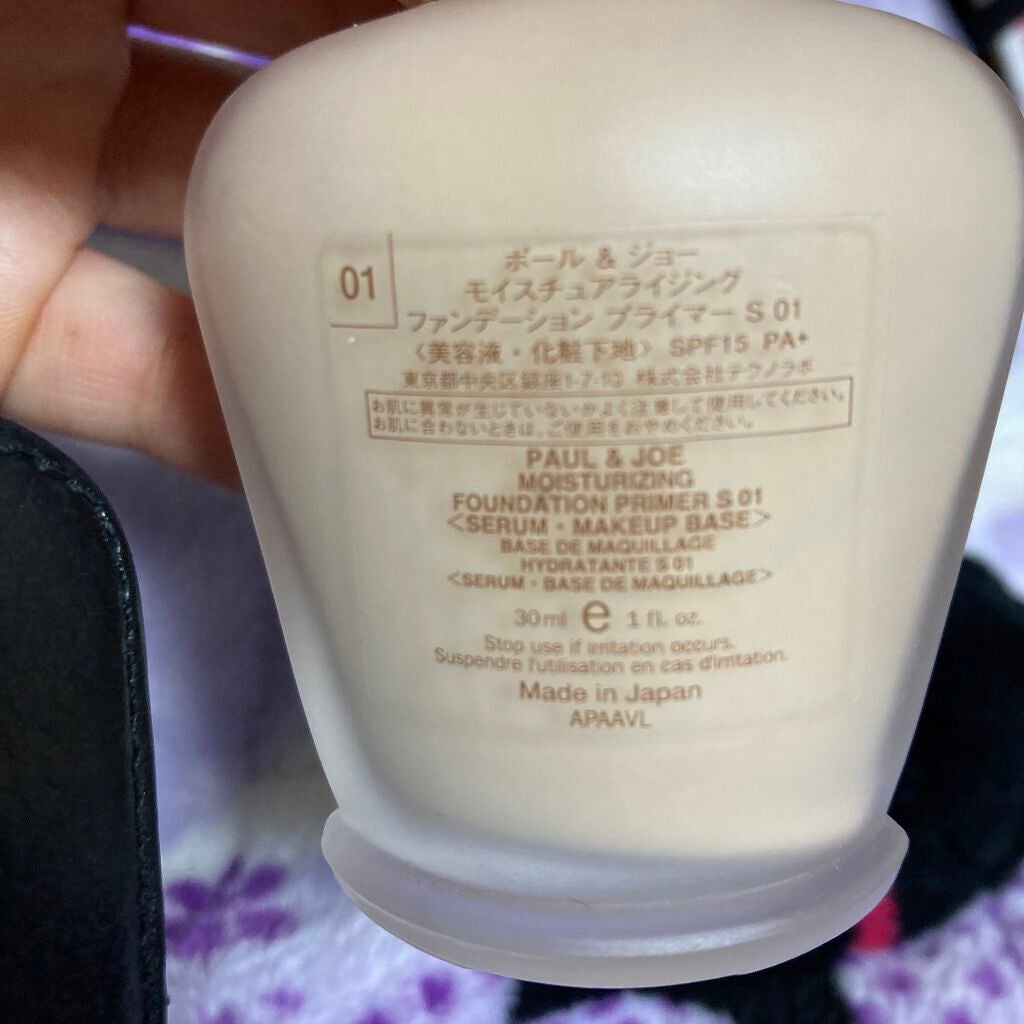 01
ポール & ジョー
モイスチュアライジング
ファンデーション プライマー S 01
〈美容液・化粧下地〉 SPF15 PA+
東京都中央区銀座1-7-10 株式会社テクノラボ
お肌に異常が生じていないかよく注意して使用してください。
お肌に合わないときは、ご使用をおやめください。
PAUL & JOE
MOISTURIZING
FOUNDATION PRIMER S 01
<SERUM・MAKEUP BASE>
BASE DE MAQUILLAGE
HYDRATANTE S 01
<SERUM・BASE DE MAQUILLAGE>
30ml e 1 fl. oz.
Stop use if irritation occurs.
Suspendre l'utilisation en cas d'irritation.
Made in Japan
APAAVL